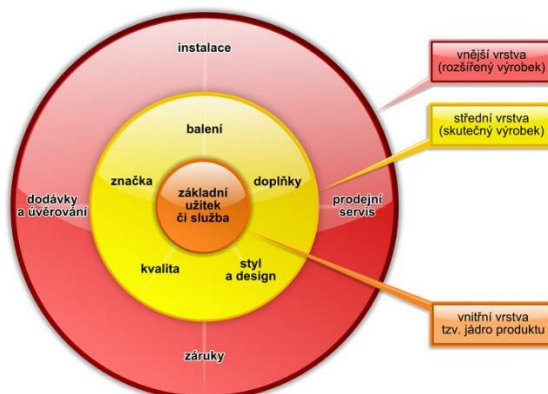 instalace
vnější vrstva
(rozšířený výrobek)
balení
střední vrstva
(skutečný výrobek)
značka
doplňky
základní
užitek
či služba
dodávky
a úvěrování
prodejní
servis
kvalita
styl
a design
vnitřní vrstva
tzv. jádro produktu
záruky